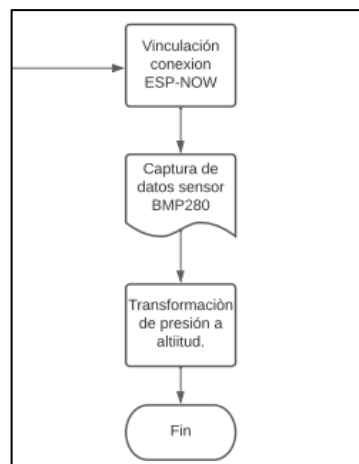 Vinculación
conexion
ESP-NOW
Captura de
datos sensor
BMP280
Transformaciòn
de presión a
altiitud.
Fin